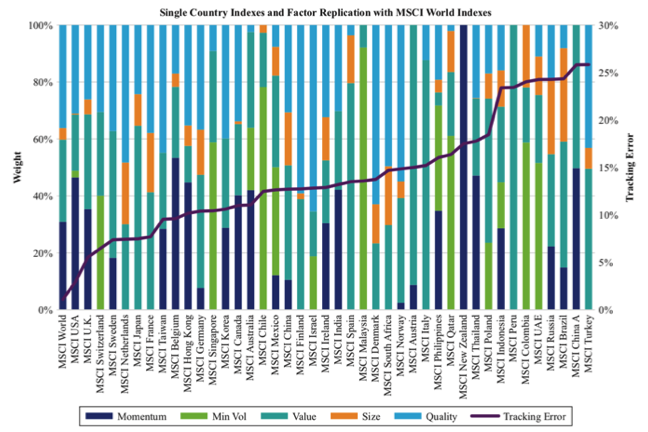 Single Country Indexes and Factor Replication with MSCI World Indexes
100%
80%
60%
40%
20%
0%
Weight
30%
25%
20%
15%
10%
5%
0%
Tracking Error
MSCI World
MSCI USA
MSCI U.K.
MSCI Switzerland
MSCI Sweden
MSCI Netherlands
MSCI Japan
MSCI France
MSCI Taiwan
MSCI Belgium
MSCI Hong Kong
MSCI Germany
MSCI Singapore
MSCI Korea
MSCI Canada
MSCI Australia
MSCI Chile
MSCI Mexico
MSCI China
MSCI Finland
MSCI Israel
MSCI Ireland
MSCI India
MSCI Spain
MSCI Malaysia
MSCI Denmark
MSCI South Africa
MSCI Norway
MSCI Austria
MSCI Italy
MSCI Philippines
MSCI Qatar
MSCI New Zealand
MSCI Thailand
MSCI Poland
MSCI Indonesia
MSCI Peru
MSCI Colombia
MSCI UAE
MSCI Russia
MSCI Brazil
MSCI China A
MSCI Turkey
Momentum Min Vol Value Size Quality Tracking Error